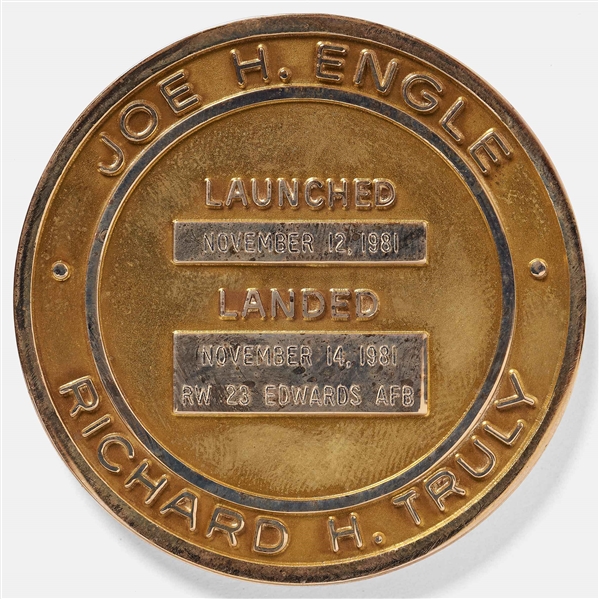 JOE H. ENGLE
LAUNCHED
NOVEMBER 12, 1981
LANDED
NOVEMBER 14, 1981
RW 23 EDWARDS AFB
RICHARD H. TRULY